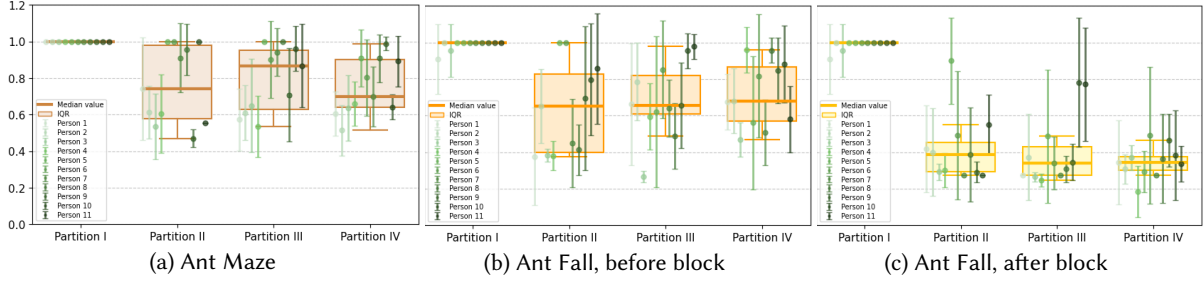 1.2
1.0
0.8
0.6
0.4
0.2
0.0
Median value
IQR
Person 1
Person 2
Person 3
Person 4
Person 5
Person 6
Person 7
Person 8
Person 9
Person 10
Person 11
Partition I
Partition II
Partition III
Partition IV
(a) Ant Maze
Median value
IQR
Person 1
Person 2
Person 3
Person 4
Person 5
Person 6
Person 7
Person 8
Person 9
Person 10
Person 11
Partition I
Partition II
Partition III
Partition IV
(b) Ant Fall, before block
Median value
IQR
Person 1
Person 2
Person 3
Person 4
Person 5
Person 6
Person 7
Person 8
Person 9
Person 10
Person 11
Partition I
Partition II
Partition III
Partition IV
(c) Ant Fall, after block